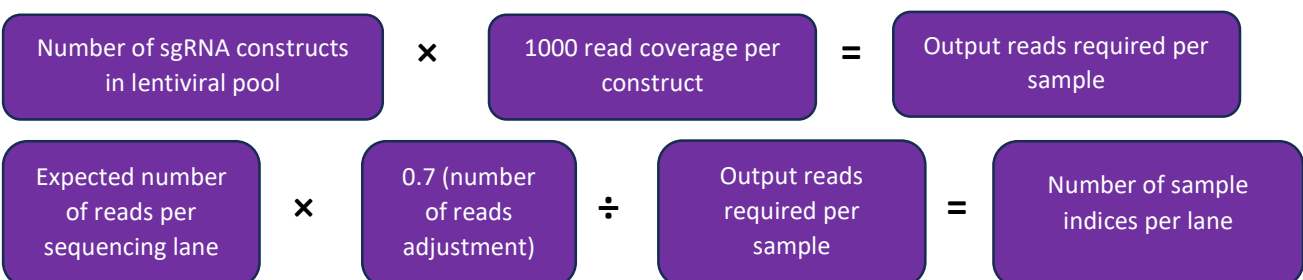 Number of sgRNA constructs
in lentiviral pool
×
1000 read coverage per
construct
=
Output reads required per
sample
Expected number
of reads per
sequencing lane
×
0.7 (number
of reads
adjustment)
÷
Output reads
required per
sample
=
Number of sample
indices per lane